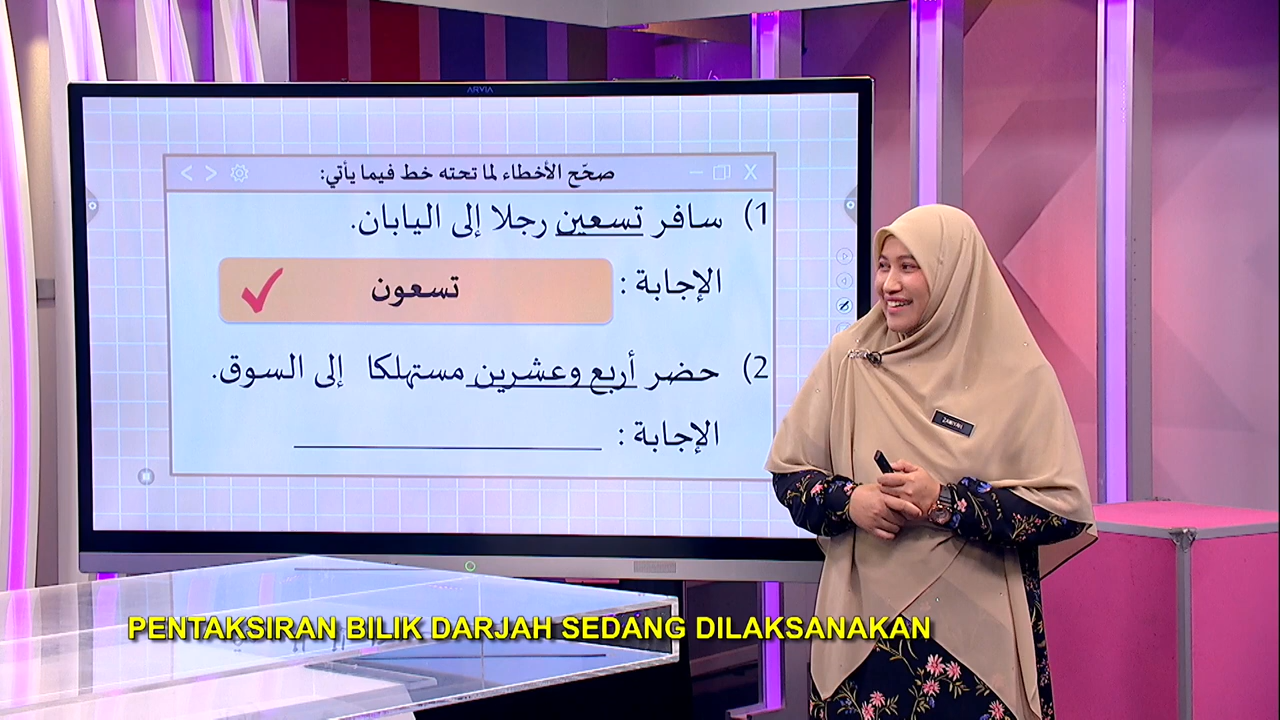 ARVIA
صحّح الأخطاء لما تحته خط فيما يأتي:
1) سافر تسعين رجلا إلى اليابان.
الإجابة : تسعون
2) حضر أربع وعشرين مستهلكا إلى السوق.
الإجابة :
ZAWIYAH
PENTAKSIRAN BILIK DARJAH SEDANG DILAKSANAKAN